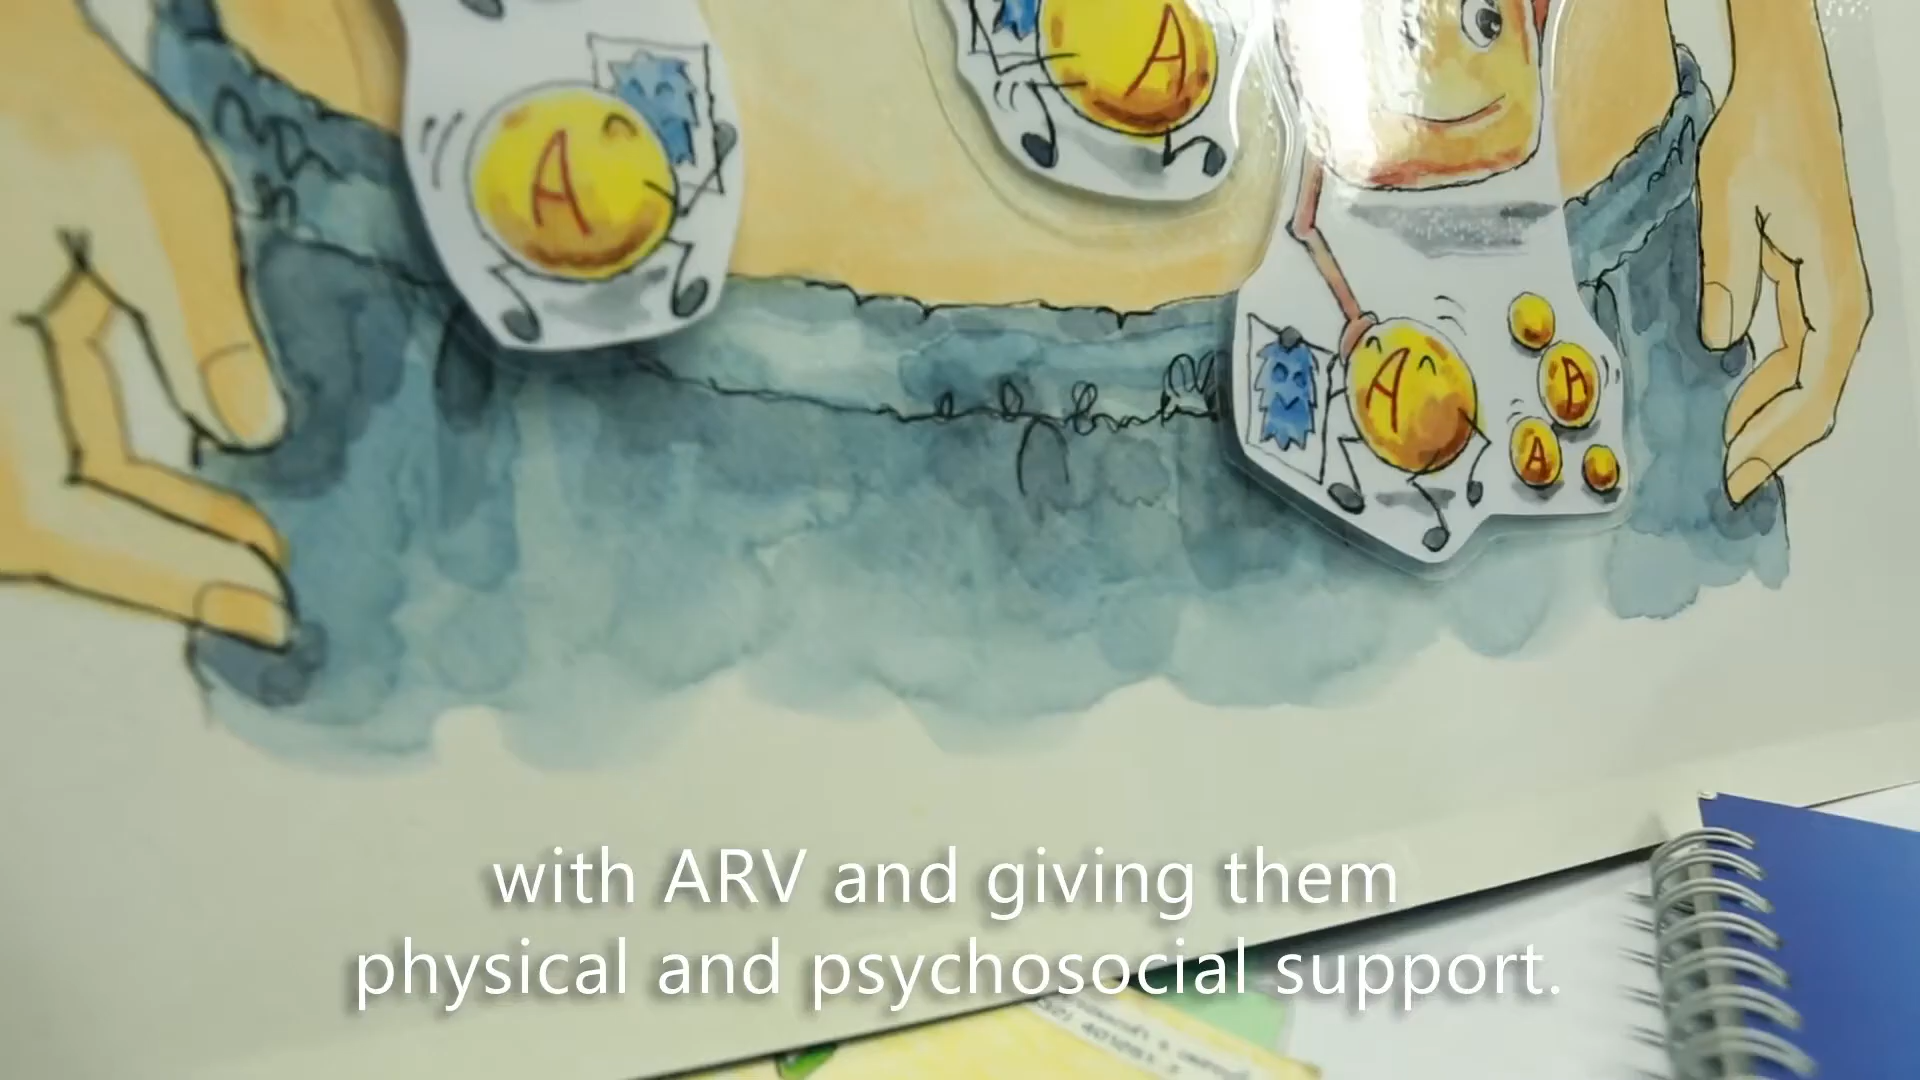 A
A
A
A
A
with ARV and giving them
physical and psychosocial support.